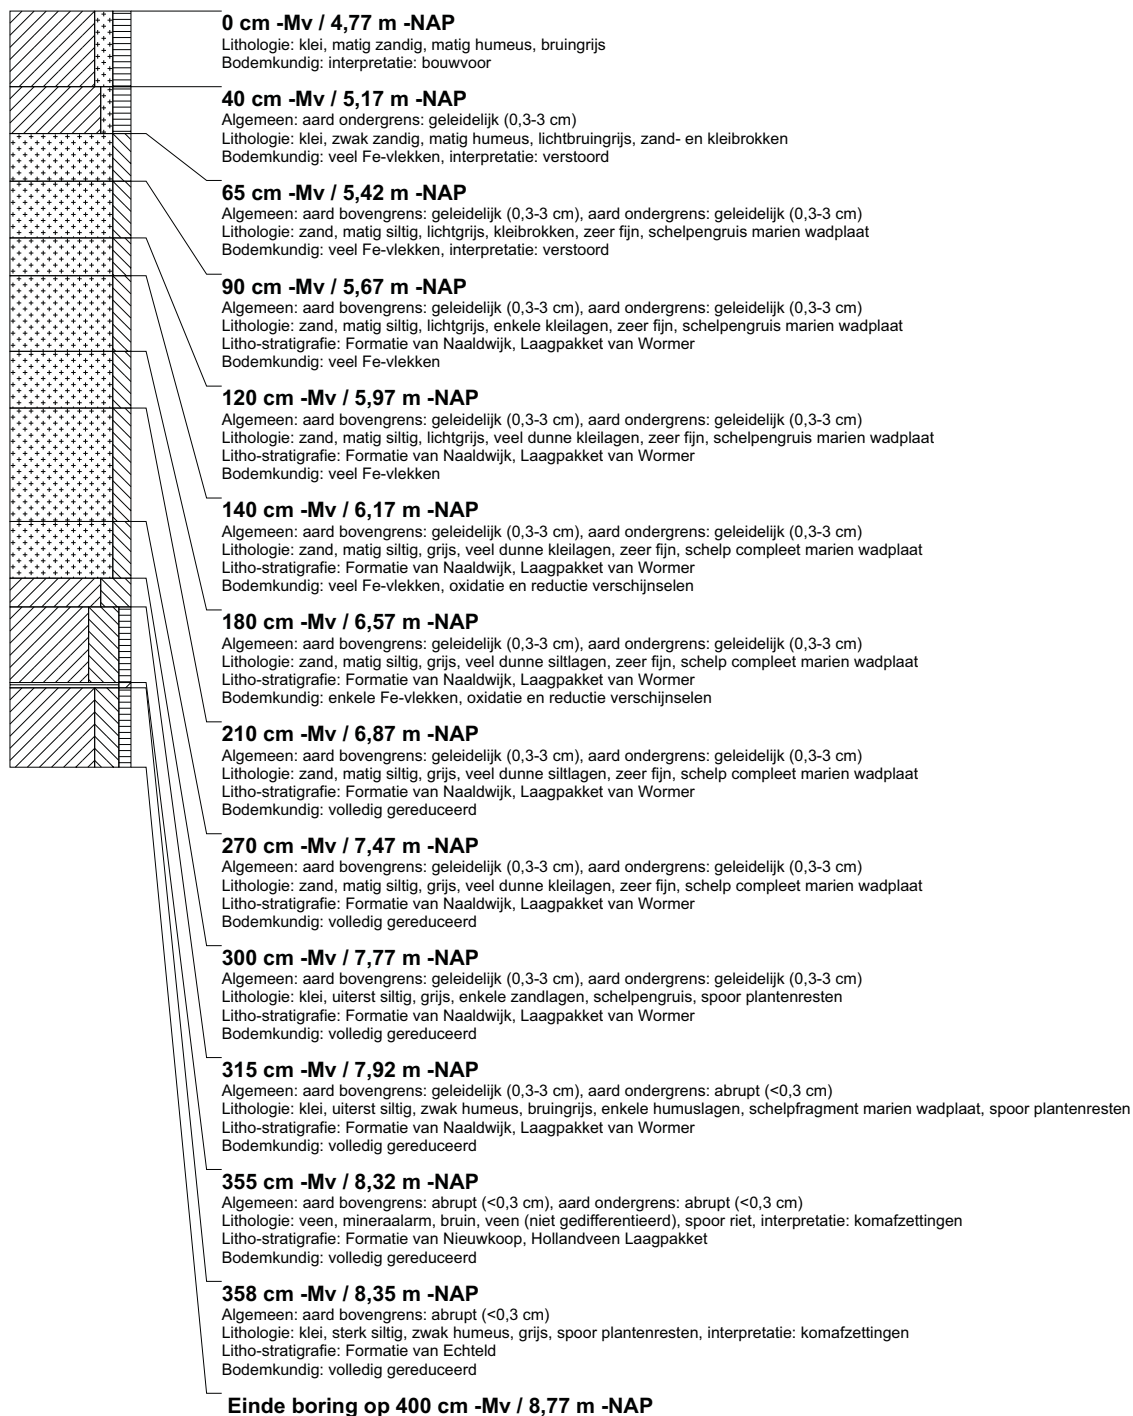 0 cm -Mv / 4,77 m -NAP
Lithologie: klei, matig zandig, matig humeus, bruingrijs
Bodemkundig: interpretatie: bouwvoor
40 cm -Mv / 5,17 m -NAP
Algemeen: aard ondergrens: geleidelijk (0,3-3 cm)
Lithologie: klei, zwak zandig, matig humeus, lichtbruingrijs, zand- en kleibrokken
Bodemkundig: veel Fe-vlekken, interpretatie: verstoord
65 cm -Mv / 5,42 m -NAP
Algemeen: aard bovengrens: geleidelijk (0,3-3 cm), aard ondergrens: geleidelijk (0,3-3 cm)
Lithologie: zand, matig siltig, lichtgrijs, kleibrokken, zeer fijn, schelpengruis marien wadplaat
Bodemkundig: veel Fe-vlekken, interpretatie: verstoord
90 cm -Mv / 5,67 m -NAP
Algemeen: aard bovengrens: geleidelijk (0,3-3 cm), aard ondergrens: geleidelijk (0,3-3 cm)
Lithologie: zand, matig siltig, lichtgrijs, enkele kleilagen, zeer fijn, schelpengruis marien wadplaat
Litho-stratigrafie: Formatie van Naaldwijk, Laagpakket van Wormer
Bodemkundig: veel Fe-vlekken
120 cm -Mv / 5,97 m -NAP
Algemeen: aard bovengrens: geleidelijk (0,3-3 cm), aard ondergrens: geleidelijk (0,3-3 cm)
Lithologie: zand, matig siltig, lichtgrijs, veel dunne kleilagen, zeer fijn, schelpengruis marien wadplaat
Litho-stratigrafie: Formatie van Naaldwijk, Laagpakket van Wormer
Bodemkundig: veel Fe-vlekken
140 cm -Mv / 6,17 m -NAP
Algemeen: aard bovengrens: geleidelijk (0,3-3 cm), aard ondergrens: geleidelijk (0,3-3 cm)
Lithologie: zand, matig siltig, grijs, veel dunne kleilagen, zeer fijn, schelp compleet marien wadplaat
Litho-stratigrafie: Formatie van Naaldwijk, Laagpakket van Wormer
Bodemkundig: veel Fe-vlekken, oxidatie en reductie verschijnselen
180 cm -Mv / 6,57 m -NAP
Algemeen: aard bovengrens: geleidelijk (0,3-3 cm), aard ondergrens: geleidelijk (0,3-3 cm)
Lithologie: zand, matig siltig, grijs, veel dunne siltlagen, zeer fijn, schelp compleet marien wadplaat
Litho-stratigrafie: Formatie van Naaldwijk, Laagpakket van Wormer
Bodemkundig: enkele Fe-vlekken, oxidatie en reductie verschijnselen
210 cm -Mv / 6,87 m -NAP
Algemeen: aard bovengrens: geleidelijk (0,3-3 cm), aard ondergrens: geleidelijk (0,3-3 cm)
Lithologie: zand, matig siltig, grijs, veel dunne siltlagen, zeer fijn, schelp compleet marien wadplaat
Litho-stratigrafie: Formatie van Naaldwijk, Laagpakket van Wormer
Bodemkundig: volledig gereduceerd
270 cm -Mv / 7,47 m -NAP
Algemeen: aard bovengrens: geleidelijk (0,3-3 cm), aard ondergrens: geleidelijk (0,3-3 cm)
Lithologie: zand, matig siltig, grijs, veel dunne kleilagen, zeer fijn, schelp compleet marien wadplaat
Litho-stratigrafie: Formatie van Naaldwijk, Laagpakket van Wormer
Bodemkundig: volledig gereduceerd
300 cm -Mv / 7,77 m -NAP
Algemeen: aard bovengrens: geleidelijk (0,3-3 cm), aard ondergrens: geleidelijk (0,3-3 cm)
Lithologie: klei, uiterst siltig, grijs, enkele zandlagen, schelpengruis, spoor plantenresten
Litho-stratigrafie: Formatie van Naaldwijk, Laagpakket van Wormer
Bodemkundig: volledig gereduceerd
315 cm -Mv / 7,92 m -NAP
Algemeen: aard bovengrens: geleidelijk (0,3-3 cm), aard ondergrens: abrupt (<0,3 cm)
Lithologie: klei, uiterst siltig, zwak humeus, bruingrijs, enkele humuslagen, schelpfragment marien wadplaat, spoor plantenresten
Litho-stratigrafie: Formatie van Naaldwijk, Laagpakket van Wormer
Bodemkundig: volledig gereduceerd
355 cm -Mv / 8,32 m -NAP
Algemeen: aard bovengrens: abrupt (<0,3 cm), aard ondergrens: abrupt (<0,3 cm)
Lithologie: veen, mineraalarm, bruin, veen (niet gedifferentieerd), spoor riet, interpretatie: komafzettingen
Litho-stratigrafie: Formatie van Nieuwkoop, Hollandveen Laagpakket
Bodemkundig: volledig gereduceerd
358 cm -Mv / 8,35 m -NAP
Algemeen: aard bovengrens: abrupt (<0,3 cm)
Lithologie: klei, sterk siltig, zwak humeus, grijs, spoor plantenresten, interpretatie: komafzettingen
Litho-stratigrafie: Formatie van Echteld
Bodemkundig: volledig gereduceerd
Einde boring op 400 cm -Mv / 8,77 m -NAP